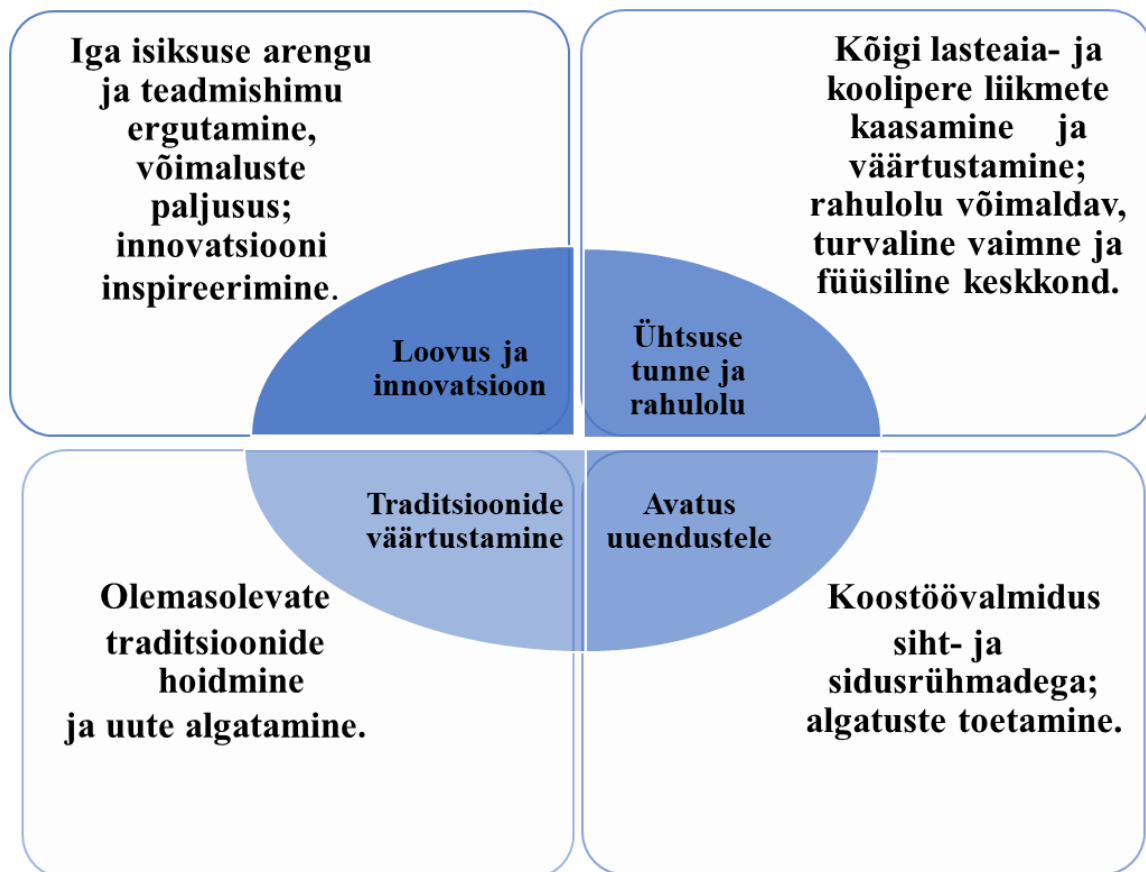 Iga isiksuse arengu
ja teadmishimu
ergutamine,
võimaluste
paljusus;
innovatsiooni
inspireerimine.
Kõigi lasteaia- ja
koolipere liikmete
kaasamine ja
väärtustamine;
rahulolu võimaldav,
turvaline vaimne ja
füüsiline keskkond.
Loovus ja
innovatsioon
Ühtsuse
tunne ja
rahulolu
Traditsioonide
väärtustamine
Avatus
uuendustele
Olemasolevate
traditsioonide
hoidmine
ja uute algatamine.
Koostöövalmidus
siht- ja
sidusrühmadega;
algatuste toetamine.